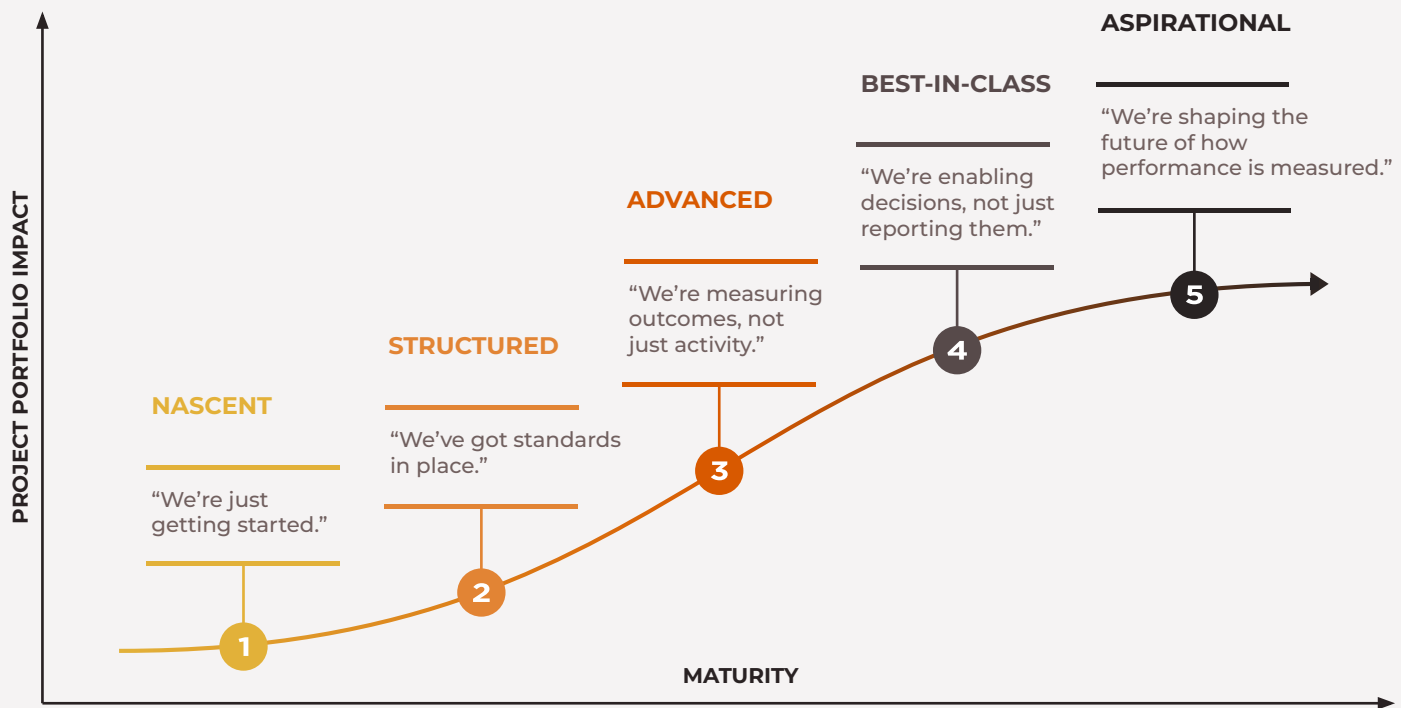 PROJECT PORTFOLIO IMPACT
NASCENT
“We’re just
getting started.”
1
STRUCTURED
“We’ve got standards
in place.”
2
ADVANCED
“We’re measuring
outcomes, not
just activity.”
3
BEST-IN-CLASS
“We’re enabling
decisions, not just
reporting them.”
4
ASPIRATIONAL
“We’re shaping the
future of how
performance is measured.”
5
MATURITY